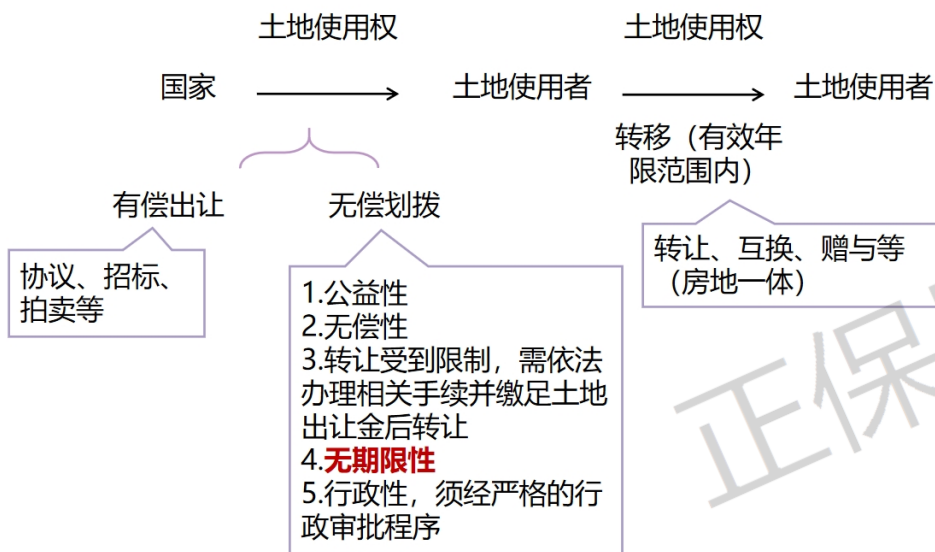 土地使用权
土地使用权
国家
土地使用者
土地使用者
转移（有效年
限范围内）
有偿出让
无偿划拨
协议、招标、
拍卖等
1.公益性
2.无偿性
3.转让受到限制，需依法
办理相关手续并缴足土地
出让金后转让
4.无期限性
5.行政性，须经严格的行
政审批程序
转让、互换、赠与等
（房地一体）
正保